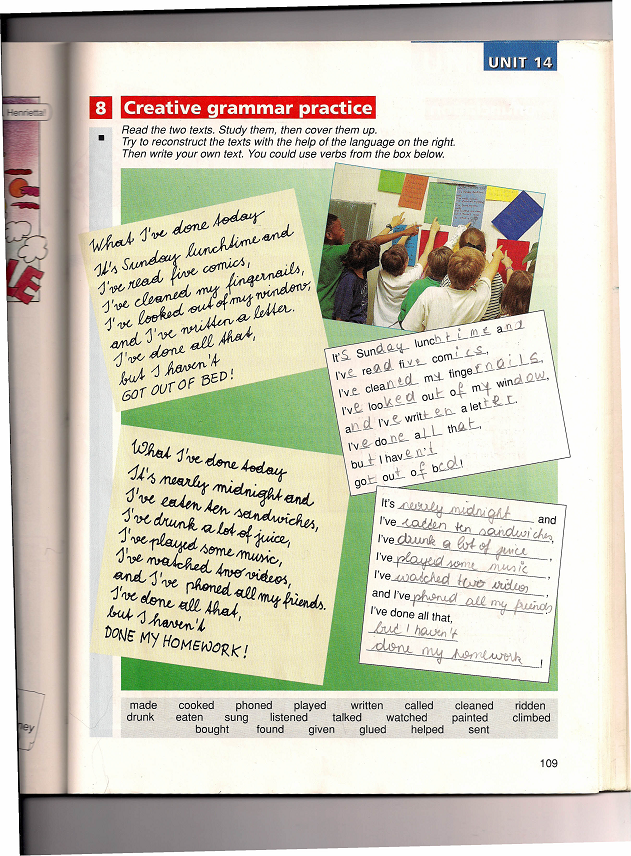 UNIT 14
Henrietta!
8 Creative grammar practice
Read the two texts. Study them, then cover them up.
Try to reconstruct the texts with the help of the language on the right.
Then write your own text. You could use verbs from the box below.
What I've done today
It's Sunday lunchtime and
I've read five comics,
I've cleaned my fingernails,
I've looked out of my window,
and I've written a letter.
I've done all that,
but I haven't
GOT OUT OF BED!
It's Sunday lunchtime and
I've read five comics,
I've cleaned my fingernails.
I've looked out of my window,
and I've written a letter.
I've done all that,
but I haven't
got out of bed!
What I've done today
It's nearly midnight and
I've eaten ten sandwiches,
I've drunk a lot of juice,
I've played some music,
I've watched two videos,
and I've phoned all my friends.
I've done all that,
but I haven't
DONE MY HOMEWORK!
It's nearly midnight and
I've eatten ten sandwiches,
I've drunk a lot of juice,
I've played some music,
I've watched two videos,
and I've phoned all my friends
I've done all that,
but I haven't
done my homework!
made cooked phoned played written called cleaned ridden
drunk eaten sung listened talked watched painted climbed
bought found given glued helped sent
ney
109